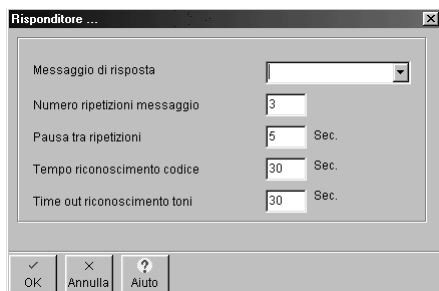 Risponditore ...
Messaggio di risposta
Numero ripetizioni messaggio 3
Pausa tra ripetizioni 5 Sec.
Tempo riconoscimento codice 30 Sec.
Time out riconoscimento toni 30 Sec.
OK Annulla Aiuto